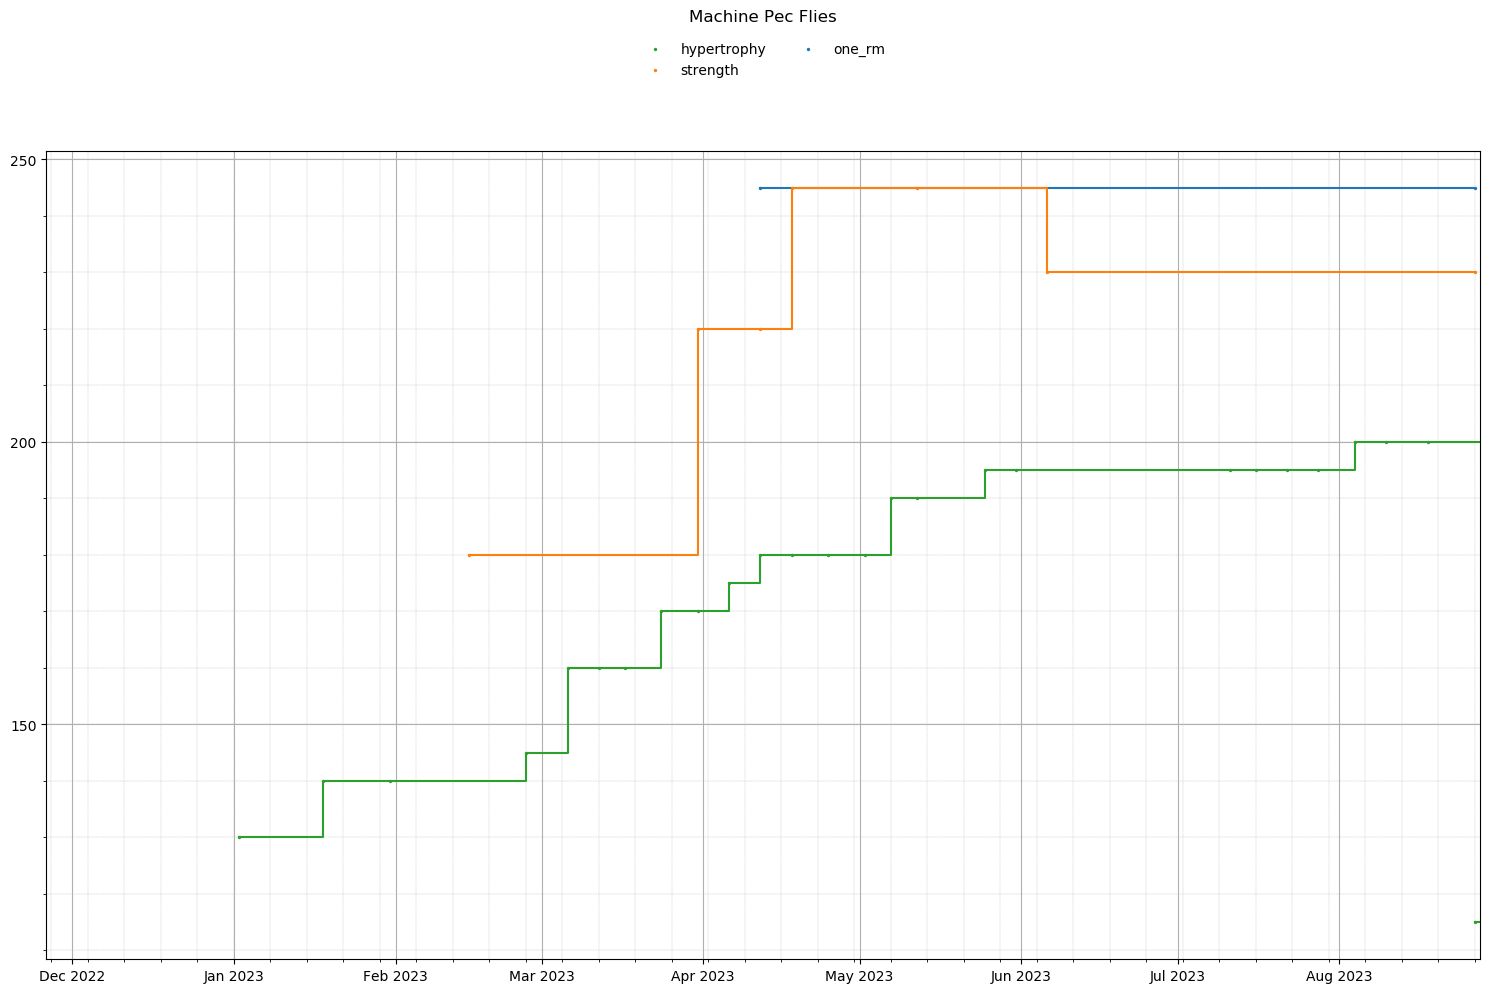 Machine Pec Flies
hypertrophy one_rm
strength
250
200
150
Dec 2022 Jan 2023 Feb 2023 Mar 2023 Apr 2023 May 2023 Jun 2023 Jul 2023 Aug 2023